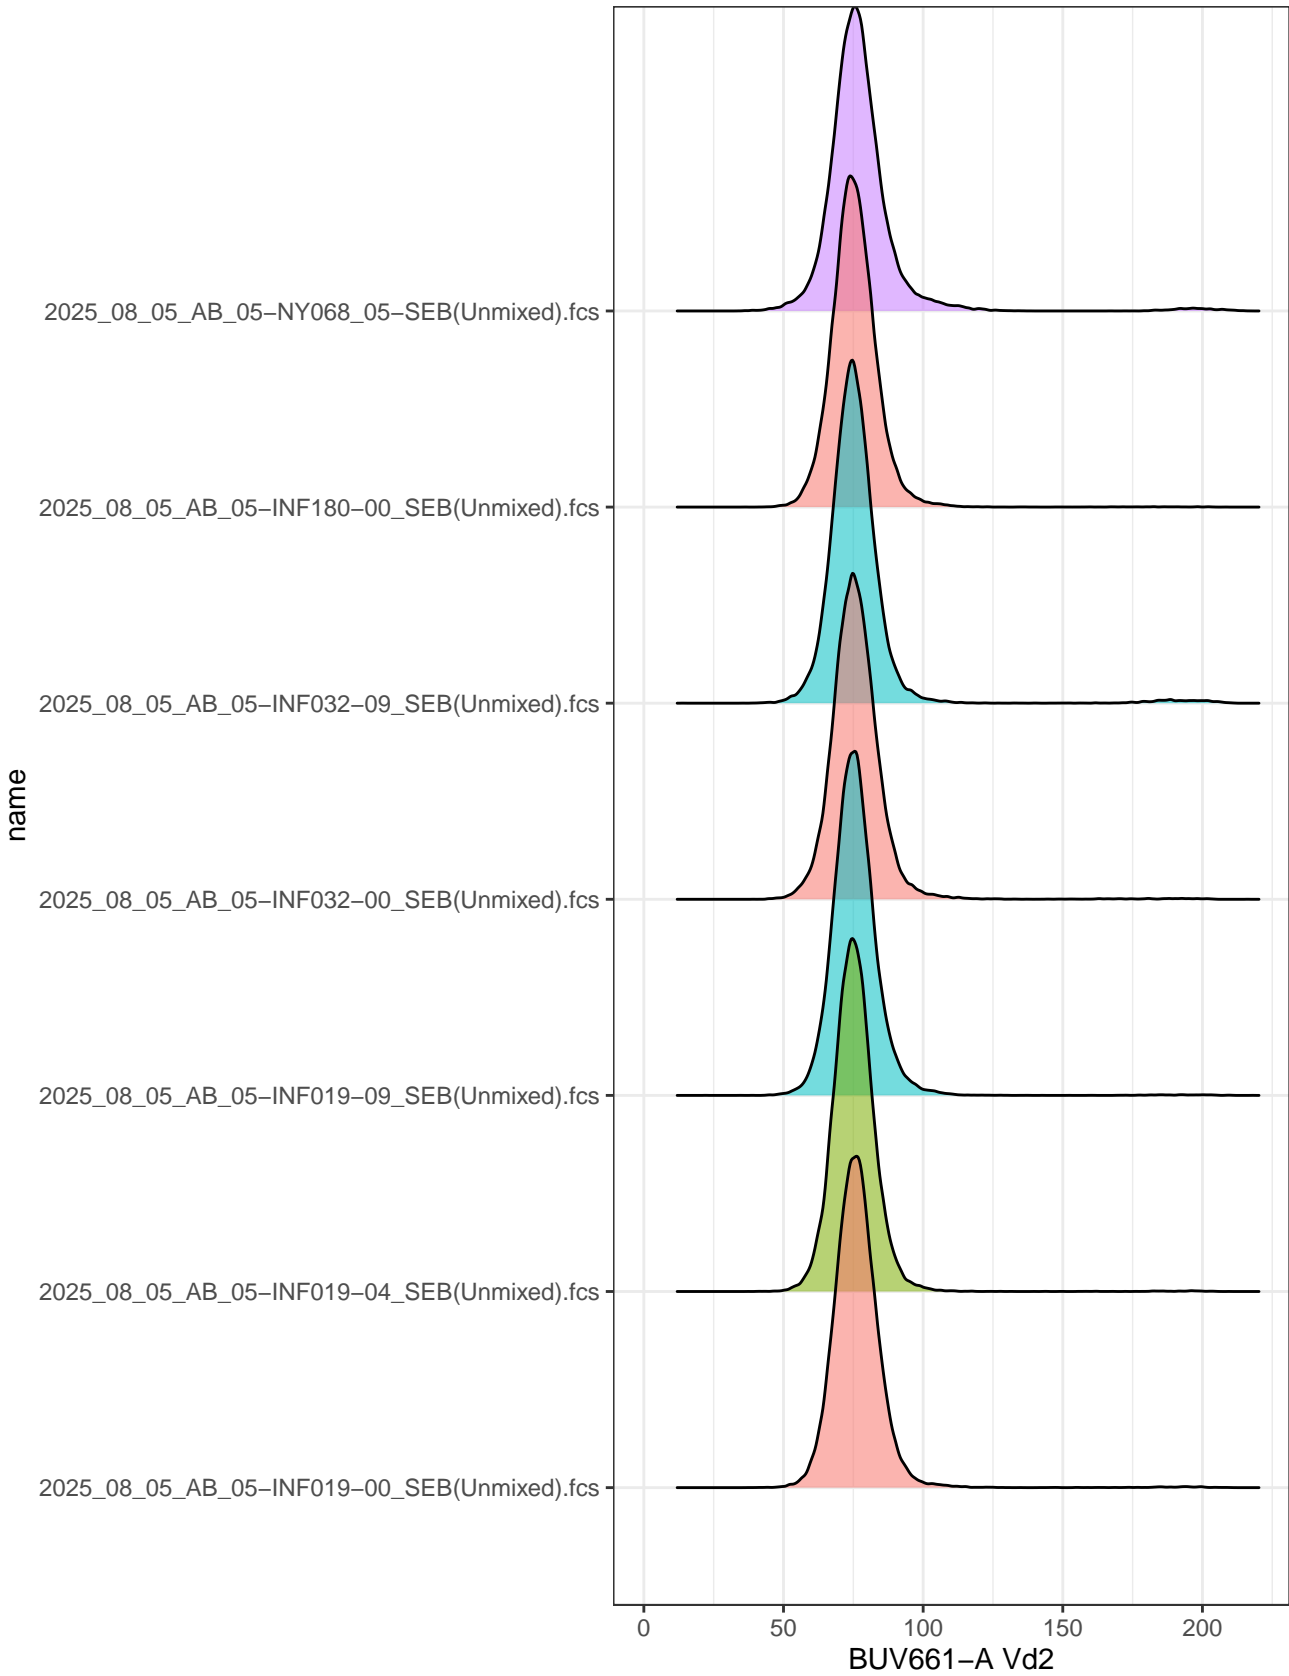 name
2025_08_05_AB_05−NY068_05−SEB(Unmixed).fcs
2025_08_05_AB_05−INF180−00_SEB(Unmixed).fcs
2025_08_05_AB_05−INF032−09_SEB(Unmixed).fcs
2025_08_05_AB_05−INF032−00_SEB(Unmixed).fcs
2025_08_05_AB_05−INF019−09_SEB(Unmixed).fcs
2025_08_05_AB_05−INF019−04_SEB(Unmixed).fcs
2025_08_05_AB_05−INF019−00_SEB(Unmixed).fcs
0 50 100 150 200
BUV661−A Vd2